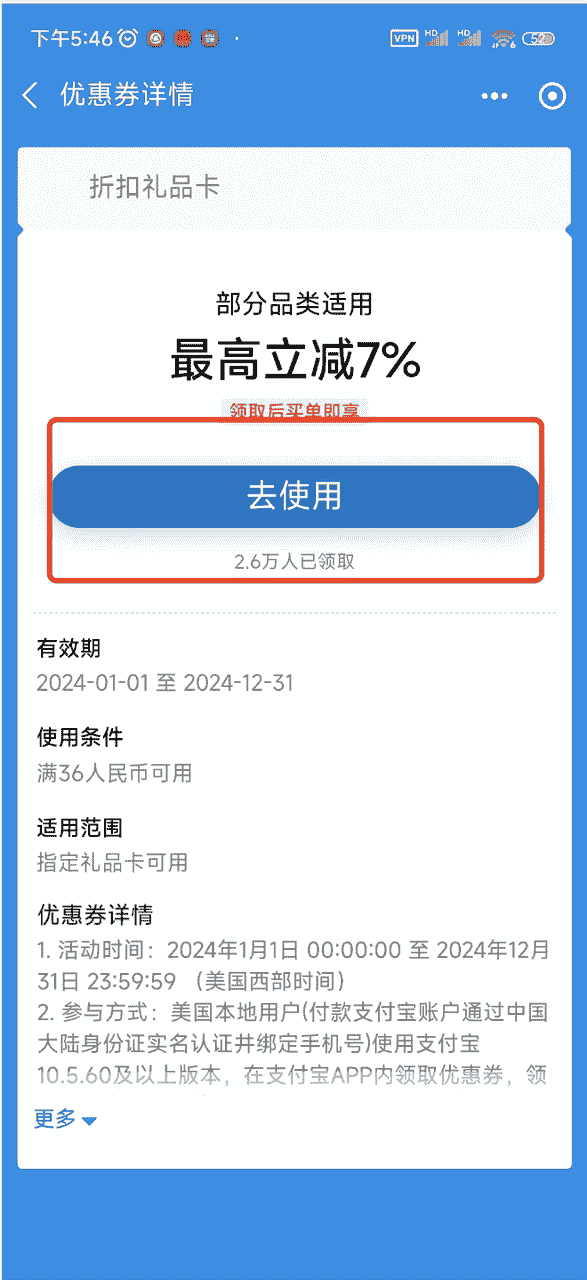 下午5:46
VPN HD HD 6 52
优惠券详情
折扣礼品卡
部分品类适用
最高立减7%
领取后买单即享
去使用
2.6万人已领取
有效期
2024-01-01 至 2024-12-31
使用条件
满36人民币可用
适用范围
指定礼品卡可用
优惠券详情
1. 活动时间：2024年1月1日 00:00:00 至 2024年12月
31日 23:59:59 （美国西部时间）
2. 参与方式：美国本地用户(付款支付宝账户通过中国
大陆身份证实名认证并绑定手机号)使用支付宝
10.5.60及以上版本，在支付宝APP内领取优惠券，领
更多